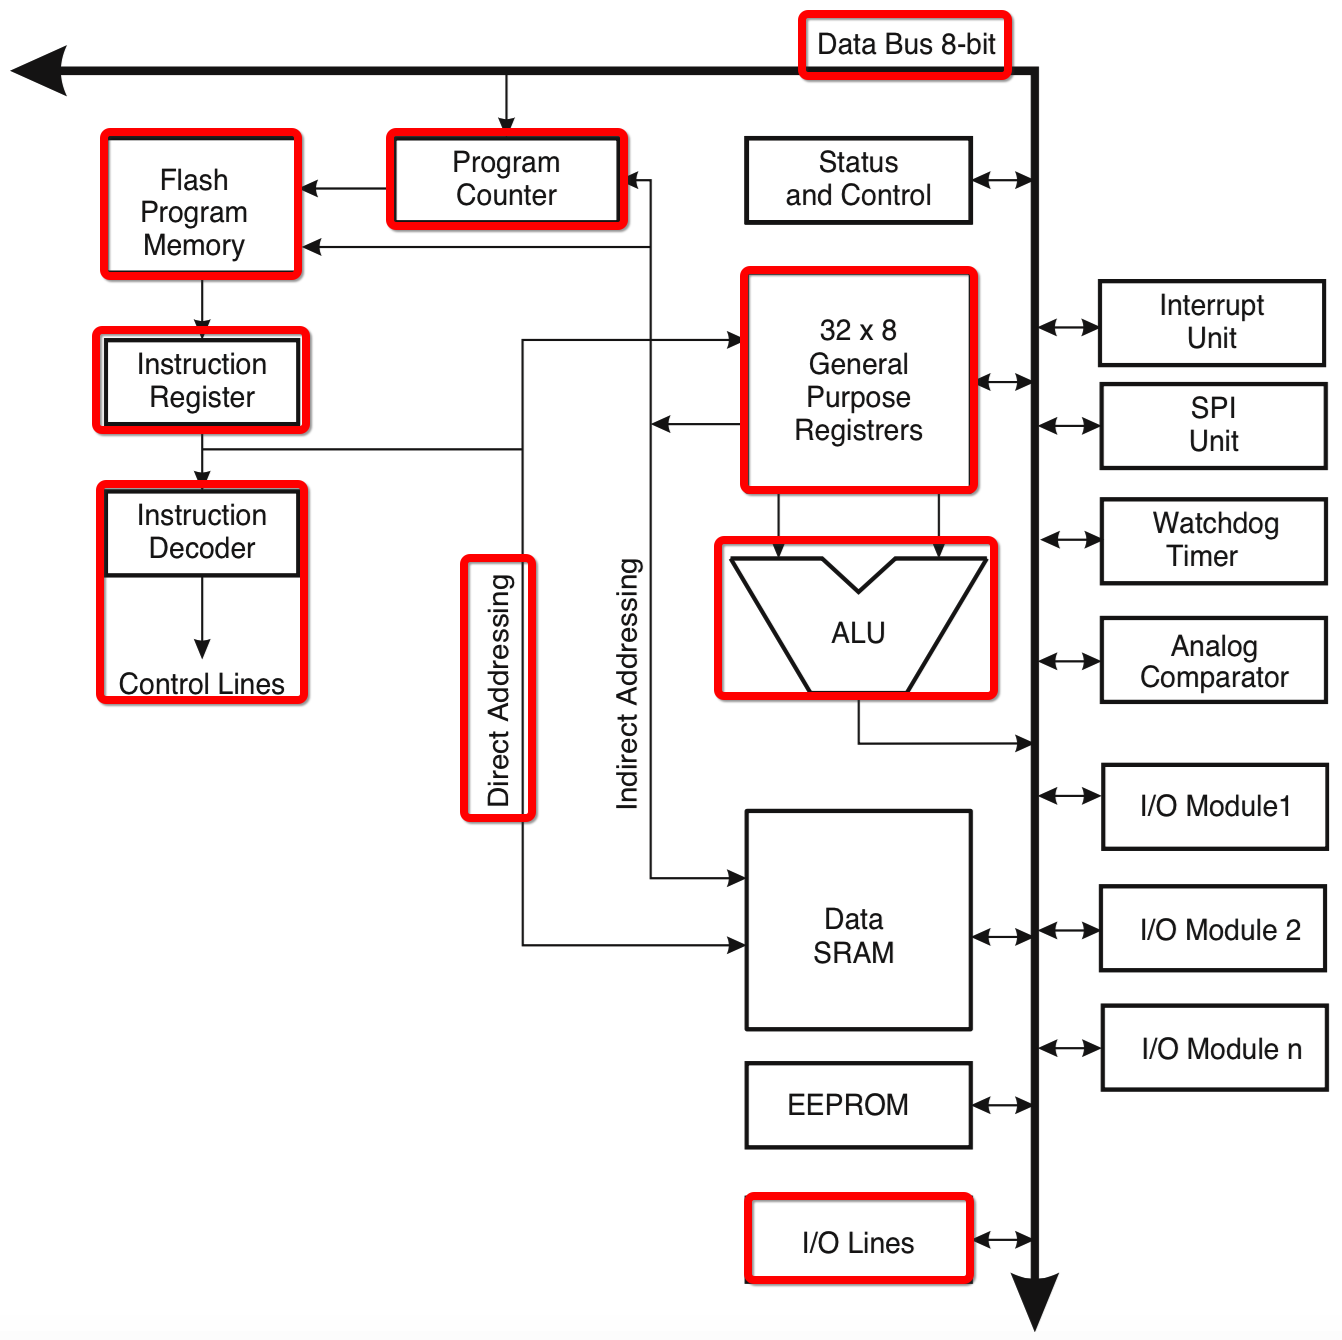 Data Bus 8-bit
Flash
Program
Memory
Program
Counter
Status
and Control
32 x 8
General
Purpose
Registrers
Interrupt
Unit
Instruction
Register
SPI
Unit
Instruction
Decoder
Control Lines
Direct Addressing
Indirect Addressing
ALU
Watchdog
Timer
Analog
Comparator
I/O Module1
Data
SRAM
I/O Module 2
I/O Module n
EEPROM
I/O Lines